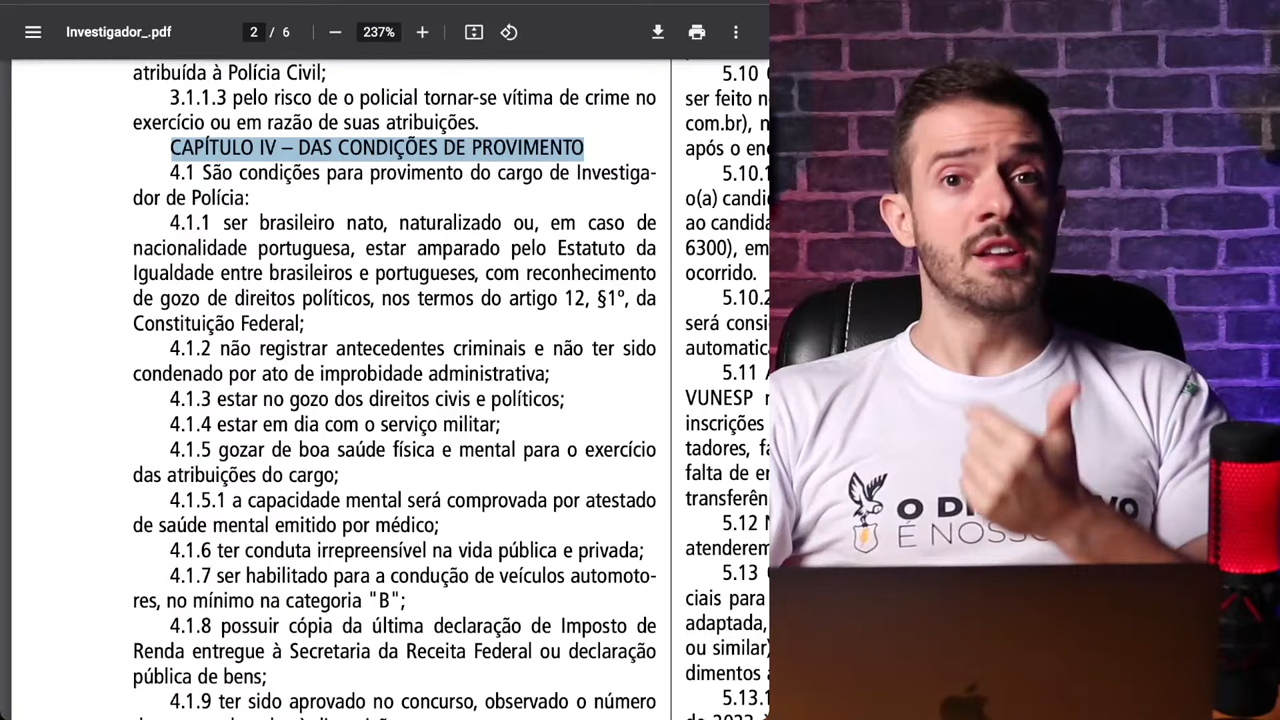 Investigador_.pdf
2 / 6
237%
atribuída à Polícia Civil;
3.1.1.3 pelo risco de o policial tornar-se vítima de crime no
exercício ou em razão de suas atribuições.
CAPÍTULO IV – DAS CONDIÇÕES DE PROVIMENTO
4.1 São condições para provimento do cargo de Investiga-
dor de Polícia:
4.1.1 ser brasileiro nato, naturalizado ou, em caso de
nacionalidade portuguesa, estar amparado pelo Estatuto da
Igualdade entre brasileiros e portugueses, com reconhecimento
de gozo de direitos políticos, nos termos do artigo 12, §1º, da
Constituição Federal;
4.1.2 não registrar antecedentes criminais e não ter sido
condenado por ato de improbidade administrativa;
4.1.3 estar no gozo dos direitos civis e políticos;
4.1.4 estar em dia com o serviço militar;
4.1.5 gozar de boa saúde física e mental para o exercício
das atribuições do cargo;
4.1.5.1 a capacidade mental será comprovada por atestado
de saúde mental emitido por médico;
4.1.6 ter conduta irrepreensível na vida pública e privada;
4.1.7 ser habilitado para a condução de veículos automoto-
res, no mínimo na categoria "B";
4.1.8 possuir cópia da última declaração de Imposto de
Renda entregue à Secretaria da Receita Federal ou declaração
pública de bens;
4.1.9 ter sido aprovado no concurso, observado o número
5.10
ser feito
com.br),
após o
5.10.1
o(a)
ao
6300), em
ocorrido.
5.10.2
será
5.11
VUNESP
inscrições
falta de
5.12
5.13
para
adaptada,
ou similar)
5.13.1
O
É